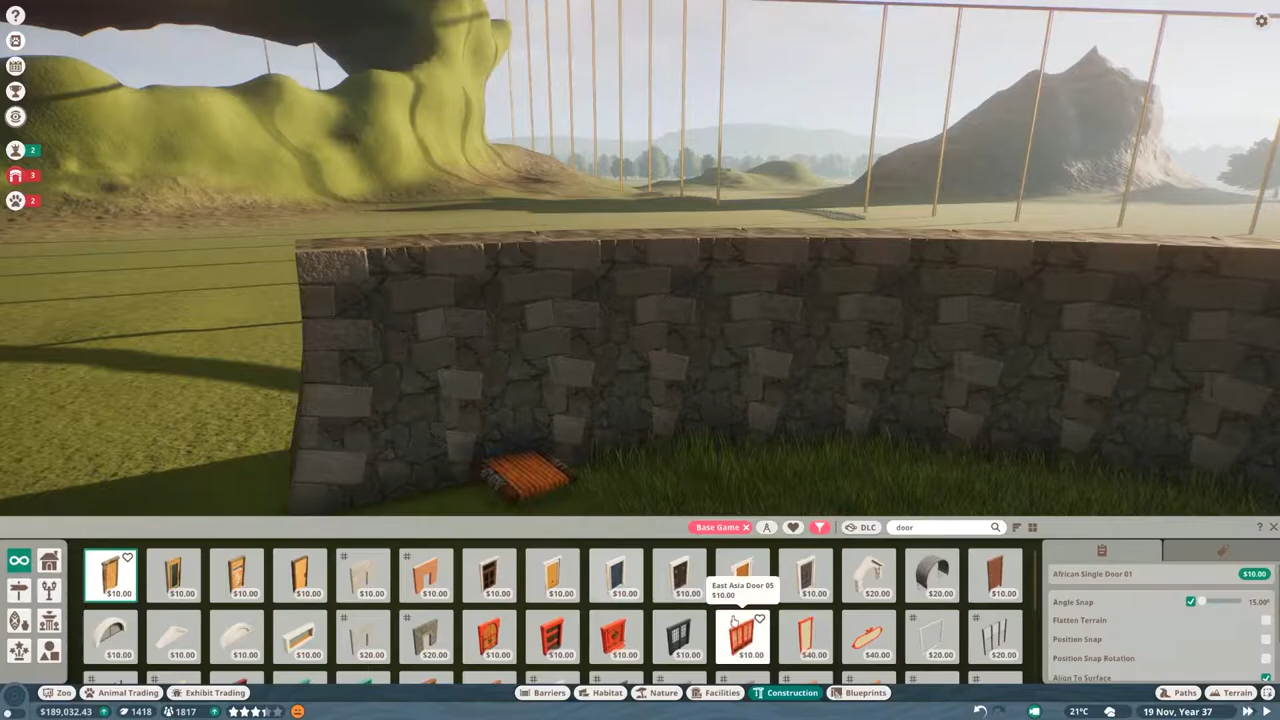 ?
2
3
2
Base Game ×
DLC
door
?
$10.00 $10.00 $10.00 $10.00 # $10.00 # $10.00 $10.00 $10.00 $10.00 $10.00 $10.00 $20.00 $20.00 $10.00
East Asia Door 05
$10.00
$10.00 $10.00 $10.00 $10.00 # $20.00 # $20.00 $10.00 $10.00 $10.00 $10.00 $10.00 $40.00 $40.00 # $20.00 # $20.00
African Single Door 01 $10.00
Angle Snap 15.00°
Flatten Terrain
Position Snap
Position Snap Rotation
Align To Surface
Zoo Animal Trading Exhibit Trading Barriers Habitat Nature Facilities Construction Blueprints Paths Terrain
$189,032.43 1418 1817 21°C 19 Nov, Year 37